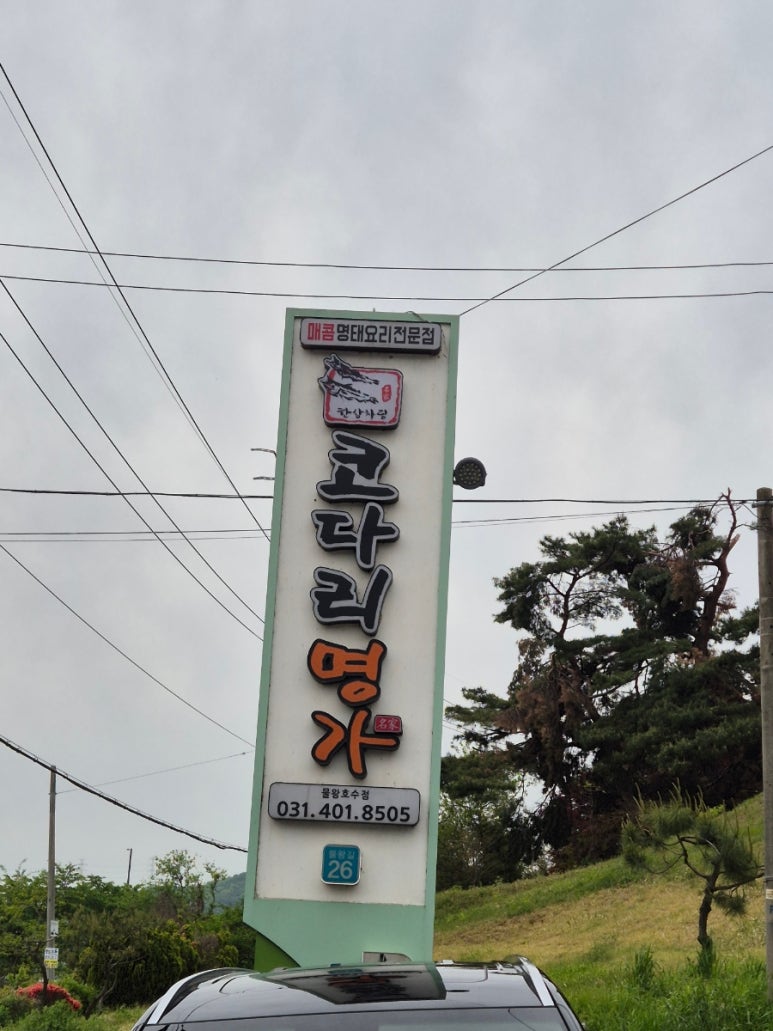 매콤명태요리전문점
한상차림
코다리
명가
名家
물왕호수점
031.401.8505
물왕길
26